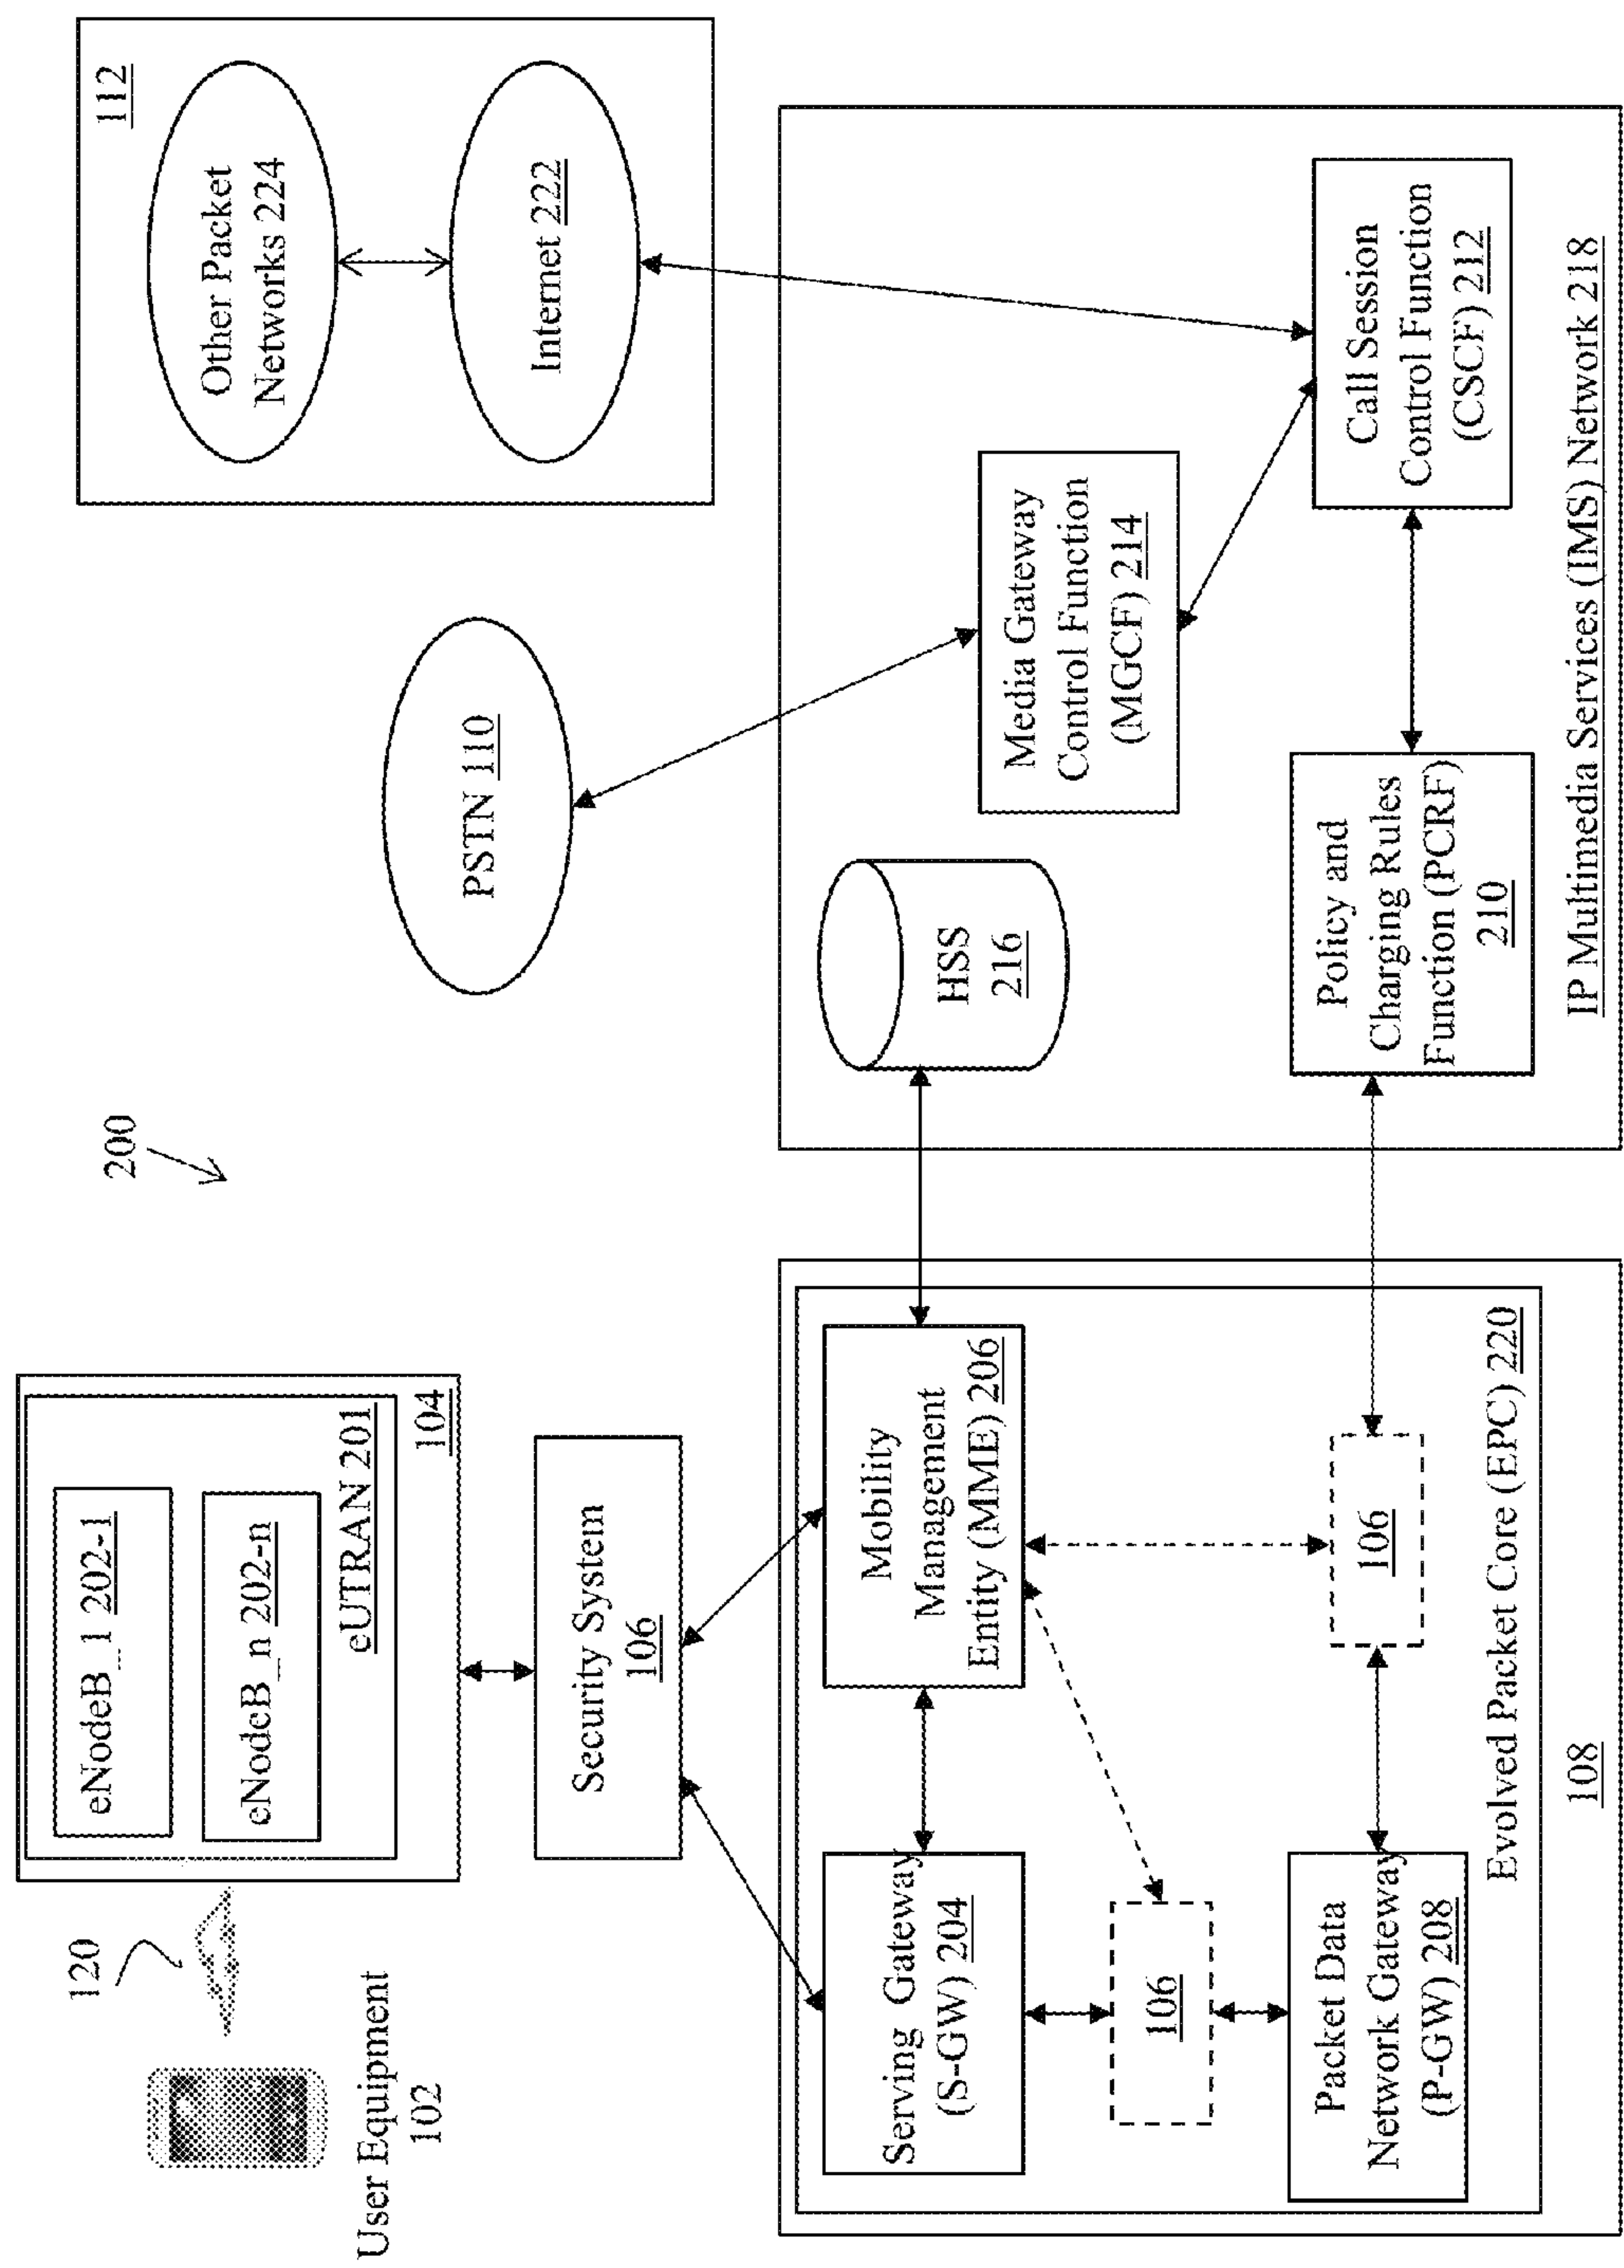 200
120
User Equipment
102
eNodeB_1 202-1
eNodeB_n 202-n
eUTRAN 201
104
Security System
106
Serving Gateway
(S-GW) 204
Mobility
Management
Entity (MME) 206
106
106
Packet Data
Network Gateway
(P-GW) 208
Evolved Packet Core (EPC) 220
108
PSTN 110
112
Other Packet
Networks 224
Internet 222
HSS
216
Media Gateway
Control Function
(MGCF) 214
Policy and
Charging Rules
Function (PCRF)
210
Call Session
Control Function
(CSCF) 212
IP Multimedia Services (IMS) Network 218